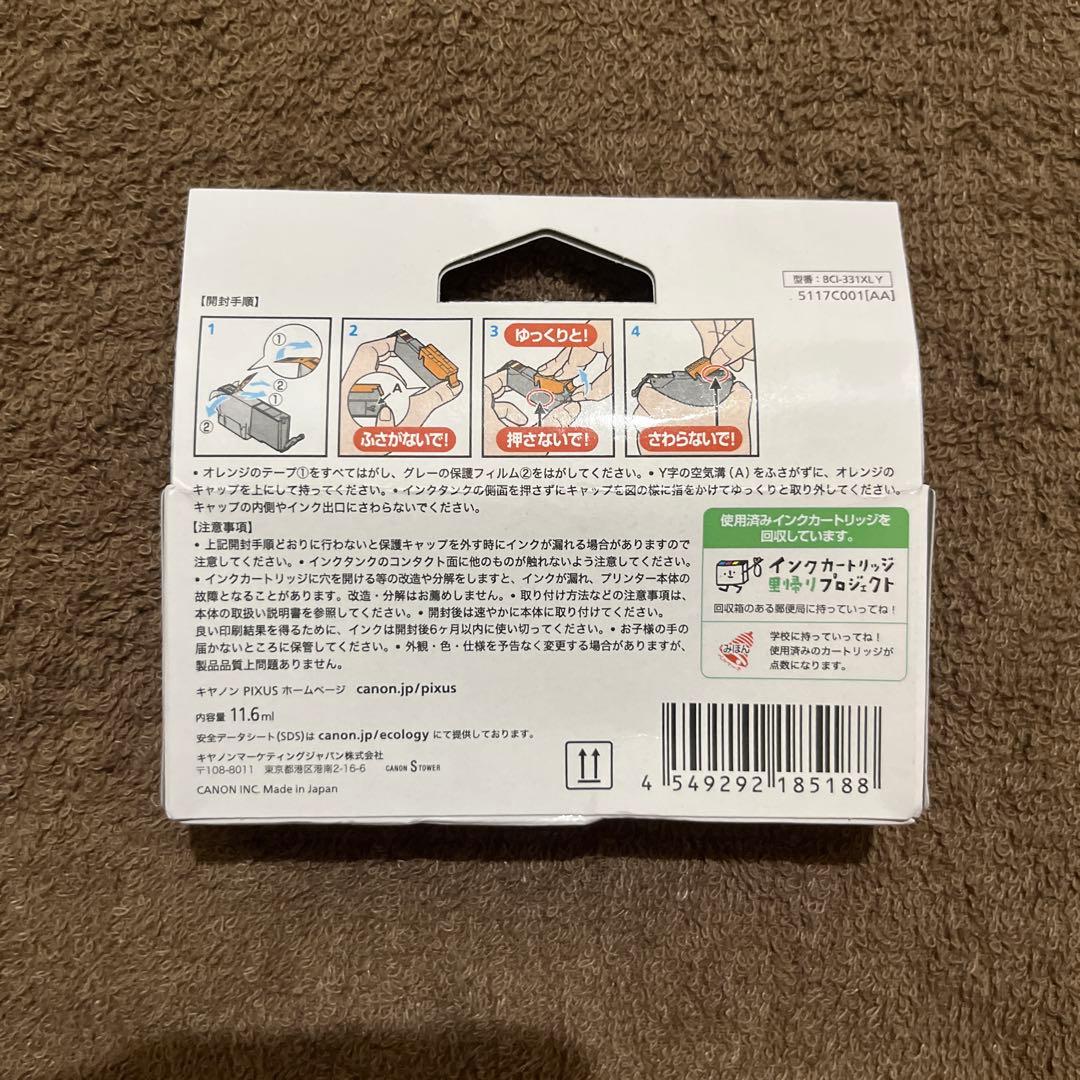 型番：BCI-331XL Y
5117C001[AA]
【開封手順】
1
①
②
①
②
2
A
ふさがないで!
3
ゆっくりと!
押さないで!
4
さわらないで!
・オレンジのテープ①をすべてはがし、グレーの保護フィルム②をはがしてください。・Y字の空気溝（A）をふさがずに、オレンジの
キャップを上にして持ってください。・インクタンクの側面を押さずにキャップを図の様に指をかけてゆっくりと取り外してください。
キャップの内側やインク出口にさわらないでください。
【注意事項】
・上記開封手順どおりに行わないと保護キャップを外す時にインクが漏れる場合がありますので
注意してください。・インクタンクのコンタクト面に他のものが触れないよう注意してください。
・インクカートリッジに穴を開ける等の改造や分解をしますと、インクが漏れ、プリンター本体の
故障となることがあります。改造・分解はお薦めしません。・取り付け方法などの注意事項は、
本体の取扱い説明書を参照してください。・開封後は速やかに本体に取り付けてください。
良い印刷結果を得るために、インクは開封後6ヶ月以内に使い切ってください。・お子様の手の
届かないところに保管してください。・外観・色・仕様を予告なく変更する場合がありますが、
製品品質上問題ありません。
キヤノン PIXUS ホームページ canon.jp/pixus
内容量 11.6ml
安全データシート(SDS)は canon.jp/ecology にて提供しております。
キヤノンマーケティングジャパン株式会社
〒108-8011 東京都港区港南2-16-6 CANON S TOWER
CANON INC. Made in Japan
使用済みインクカートリッジを
回収しています。
インクカートリッジ
里帰りプロジェクト
回収箱のある郵便局に持っていってね!
みほん
学校に持っていってね!
使用済みのカートリッジが
点数になります。
4 549292 185188